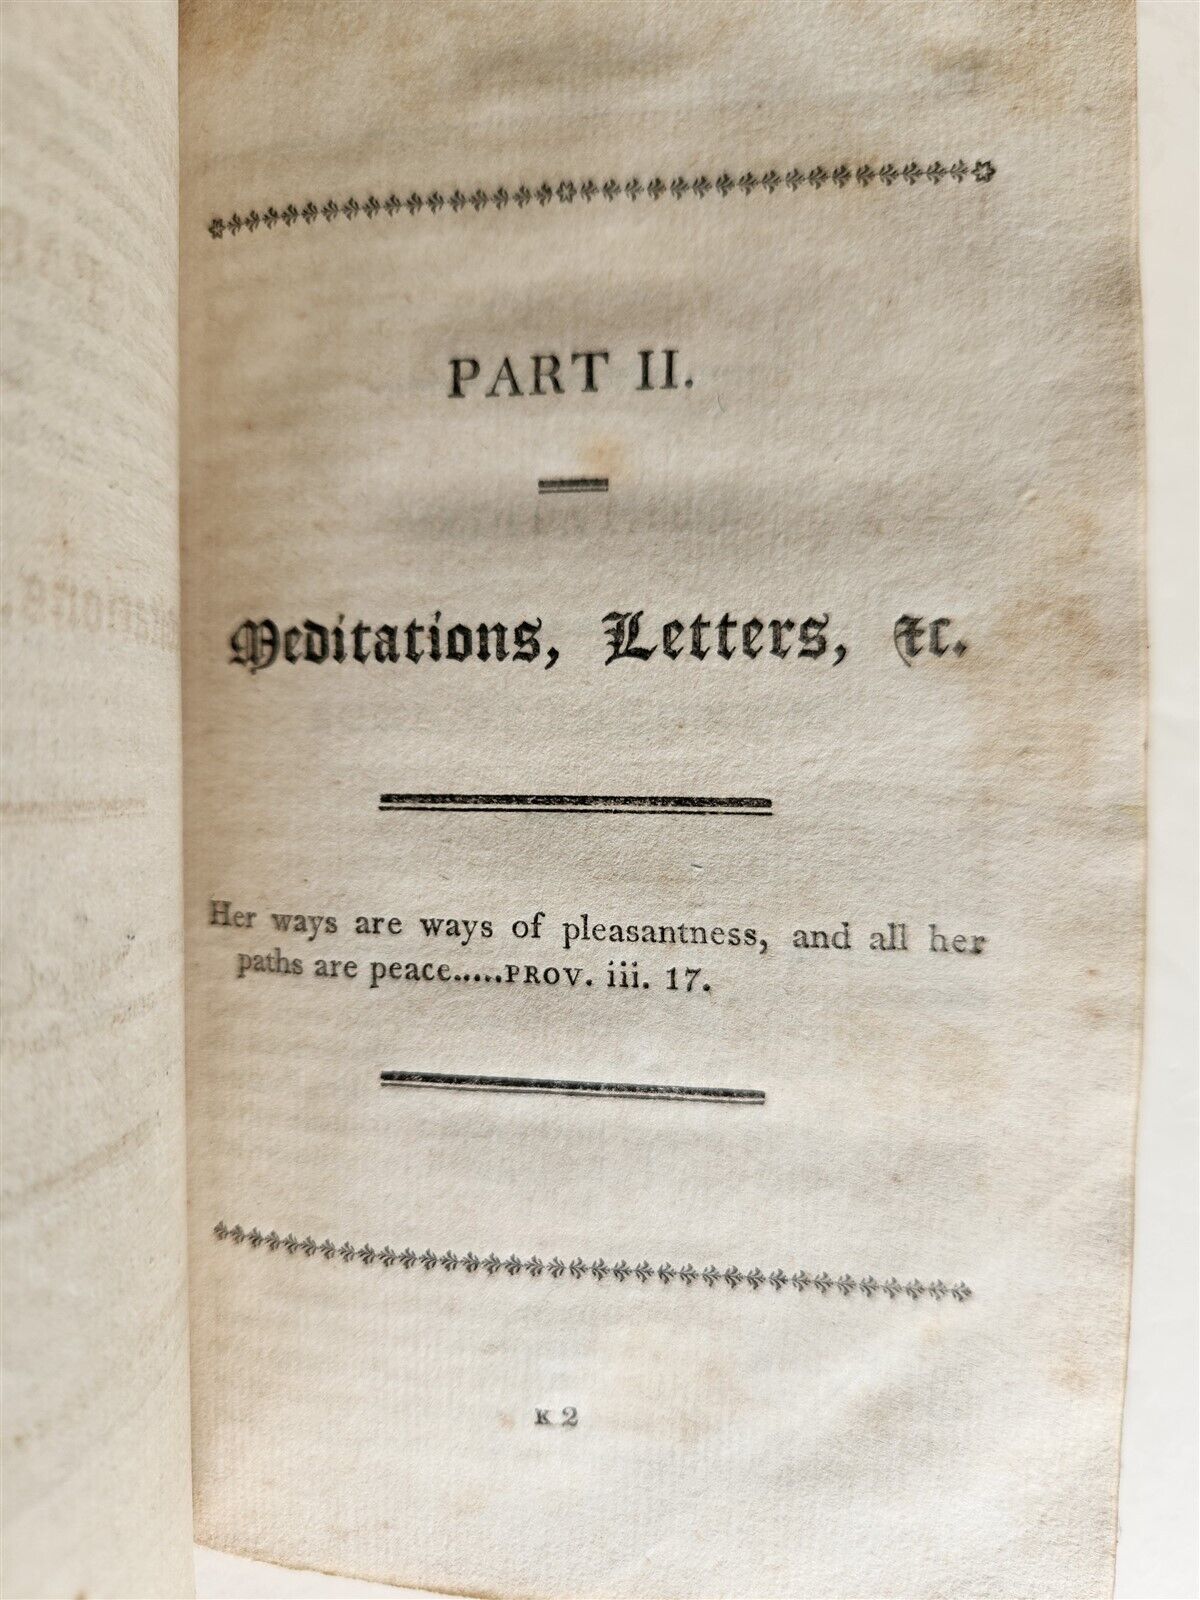 PART II.
Meditations, Letters, &c.
Her ways are ways of pleasantness, and all her
paths are peace.....PROV. iii. 17.
K 2